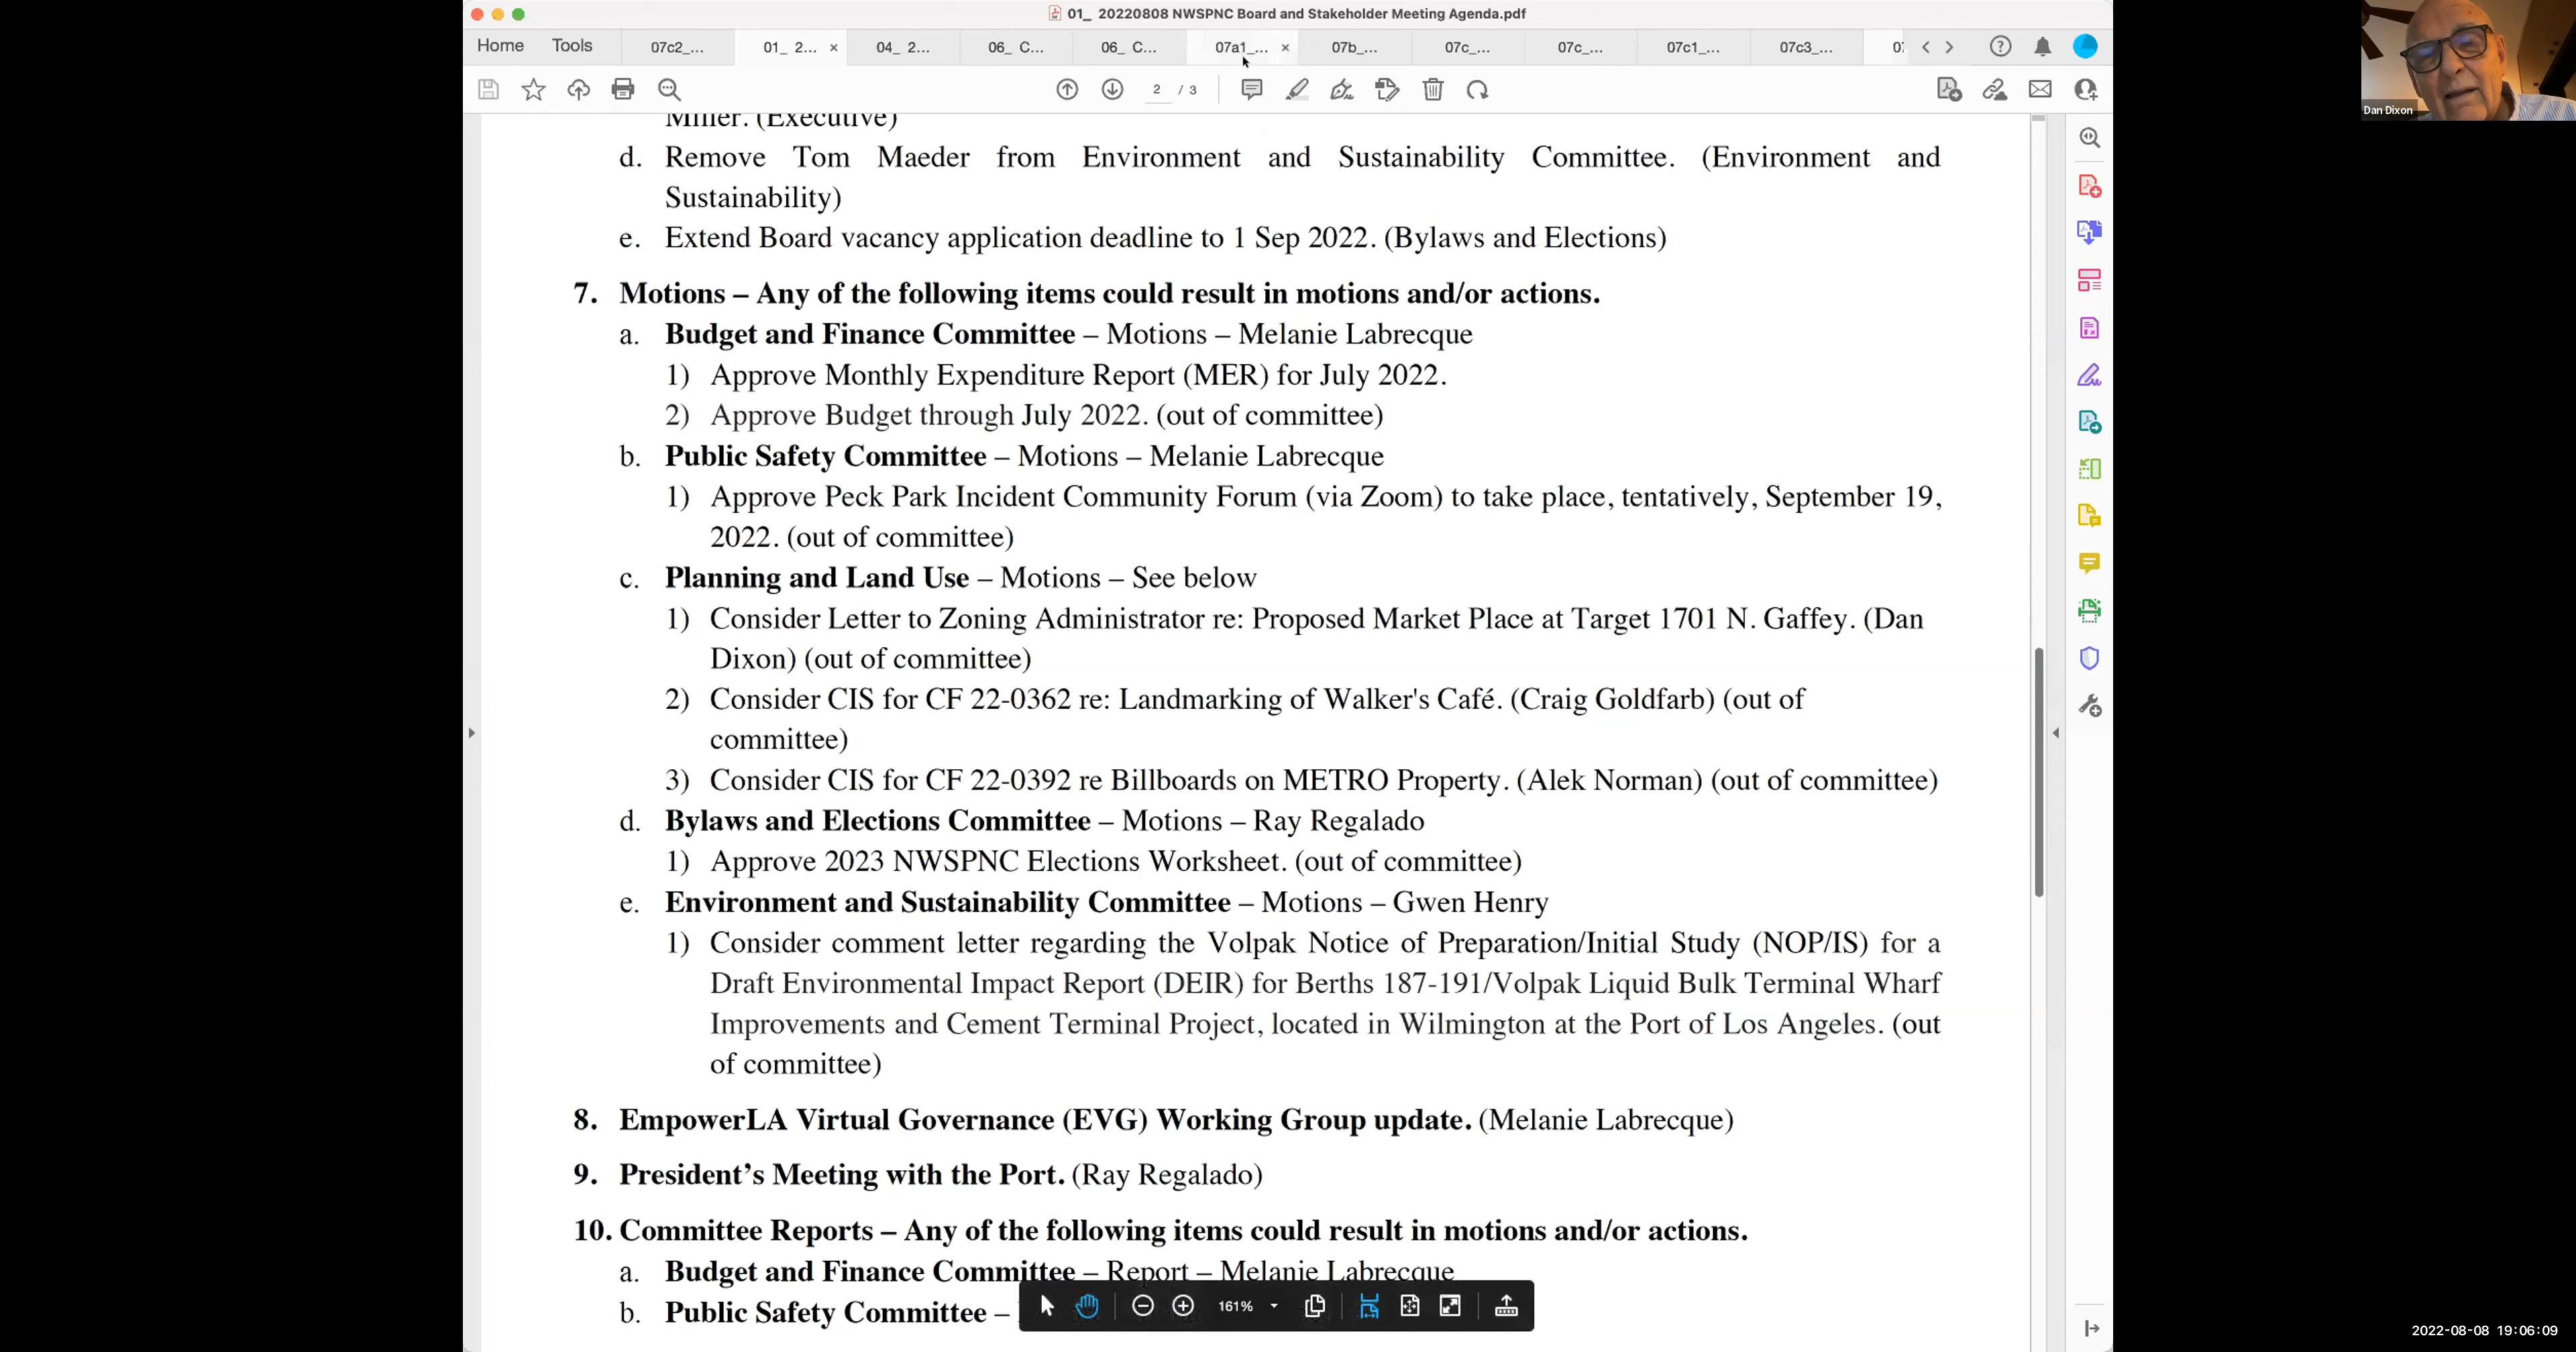 01_ 20220808 NWSPNC Board and Stakeholder Meeting Agenda.pdf
Home Tools 07c2_... 01_ 2... × 04_ 2... 06_ C... 06_ C... 07a1_... × 07b_... 07c_... 07c_... 07c1_... 07c3_...
2 / 3
Dan Dixon
Miller. (Executive)
d. Remove Tom Maeder from Environment and Sustainability Committee. (Environment and
Sustainability)
e. Extend Board vacancy application deadline to 1 Sep 2022. (Bylaws and Elections)
7. Motions – Any of the following items could result in motions and/or actions.
a. Budget and Finance Committee – Motions – Melanie Labrecque
1) Approve Monthly Expenditure Report (MER) for July 2022.
2) Approve Budget through July 2022. (out of committee)
b. Public Safety Committee – Motions – Melanie Labrecque
1) Approve Peck Park Incident Community Forum (via Zoom) to take place, tentatively, September 19,
2022. (out of committee)
c. Planning and Land Use – Motions – See below
1) Consider Letter to Zoning Administrator re: Proposed Market Place at Target 1701 N. Gaffey. (Dan
Dixon) (out of committee)
2) Consider CIS for CF 22-0362 re: Landmarking of Walker's Café. (Craig Goldfarb) (out of
committee)
3) Consider CIS for CF 22-0392 re Billboards on METRO Property. (Alek Norman) (out of committee)
d. Bylaws and Elections Committee – Motions – Ray Regalado
1) Approve 2023 NWSPNC Elections Worksheet. (out of committee)
e. Environment and Sustainability Committee – Motions – Gwen Henry
1) Consider comment letter regarding the Volpak Notice of Preparation/Initial Study (NOP/IS) for a
Draft Environmental Impact Report (DEIR) for Berths 187-191/Volpak Liquid Bulk Terminal Wharf
Improvements and Cement Terminal Project, located in Wilmington at the Port of Los Angeles. (out
of committee)
8. EmpowerLA Virtual Governance (EVG) Working Group update. (Melanie Labrecque)
9. President’s Meeting with the Port. (Ray Regalado)
10. Committee Reports – Any of the following items could result in motions and/or actions.
a. Budget and Finance Committee – Report – Melanie Labrecque
b. Public Safety Committee –
161%
2022-08-08 19:06:09